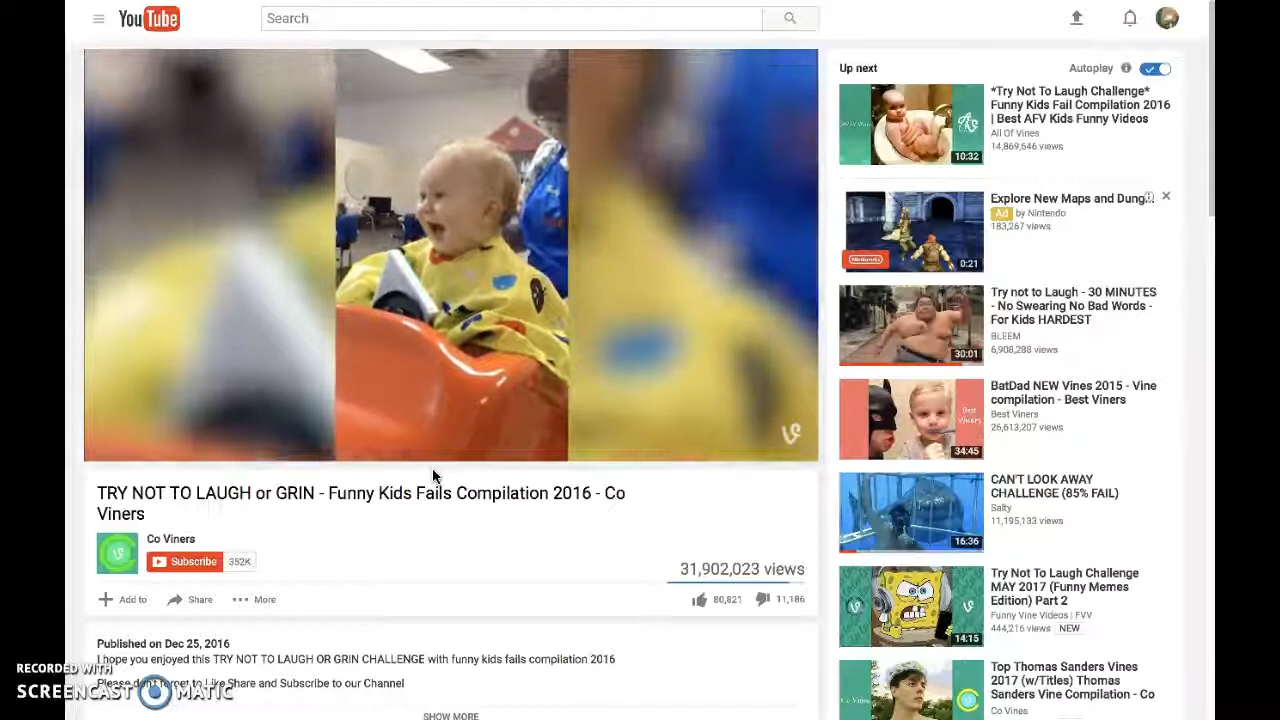 YouTube
Search
Up next
Autoplay
*Try Not To Laugh Challenge*
Funny Kids Fail Compilation 2016
| Best AFV Kids Funny Videos
All Of Vines
14,869,646 views
10:32
Explore New Maps and Dung...
Ad by Nintendo
183,267 views
Nintendo
0:21
Try not to Laugh - 30 MINUTES
- No Swearing No Bad Words -
For Kids HARDEST
BLEEM
6,908,288 views
30:01
BatDad NEW Vines 2015 - Vine
compilation - Best Viners
Best Viners
26,613,207 views
Best
Viners
34:45
CAN'T LOOK AWAY
CHALLENGE (85% FAIL)
Salty
11,195,133 views
16:36
Try Not To Laugh Challenge
MAY 2017 (Funny Memes
Edition) Part 2
Funny Vine Videos | FVV
444,216 views NEW
14:15
Top Thomas Sanders Vines
2017 (w/Titles) Thomas
Sanders Vine Compilation - Co
Co Vines
TRY NOT TO LAUGH or GRIN - Funny Kids Fails Compilation 2016 - Co
Viners
Co Viners
Subscribe 352K
31,902,023 views
Add to Share More
80,821 11,186
Published on Dec 25, 2016
I hope you enjoyed this TRY NOT TO LAUGH OR GRIN CHALLENGE with funny kids fails compilation 2016
Please don't forget to Like Share and Subscribe to our Channel
SHOW MORE
RECORDED WITH
SCREENCAST MATIC